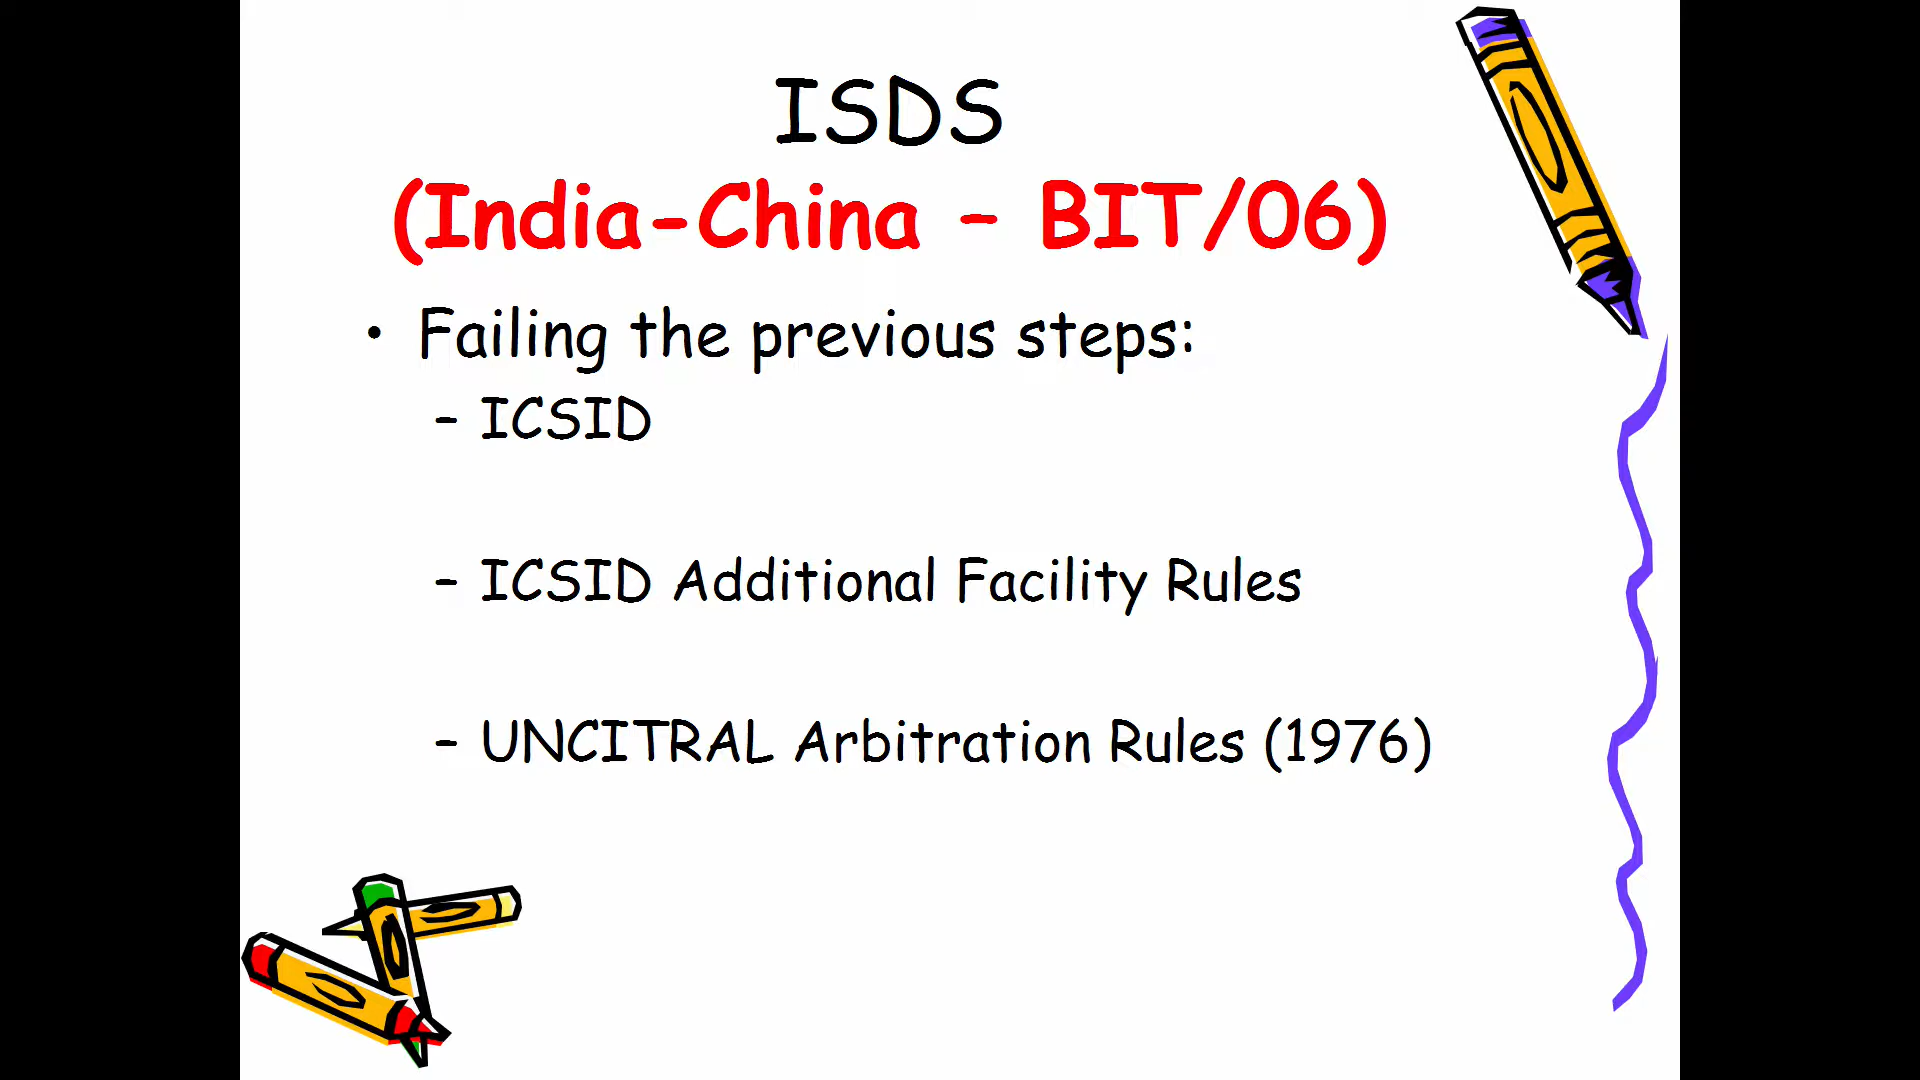 ISDS
(India-China – BIT/06)
• Failing the previous steps:
– ICSID
– ICSID Additional Facility Rules
– UNCITRAL Arbitration Rules (1976)